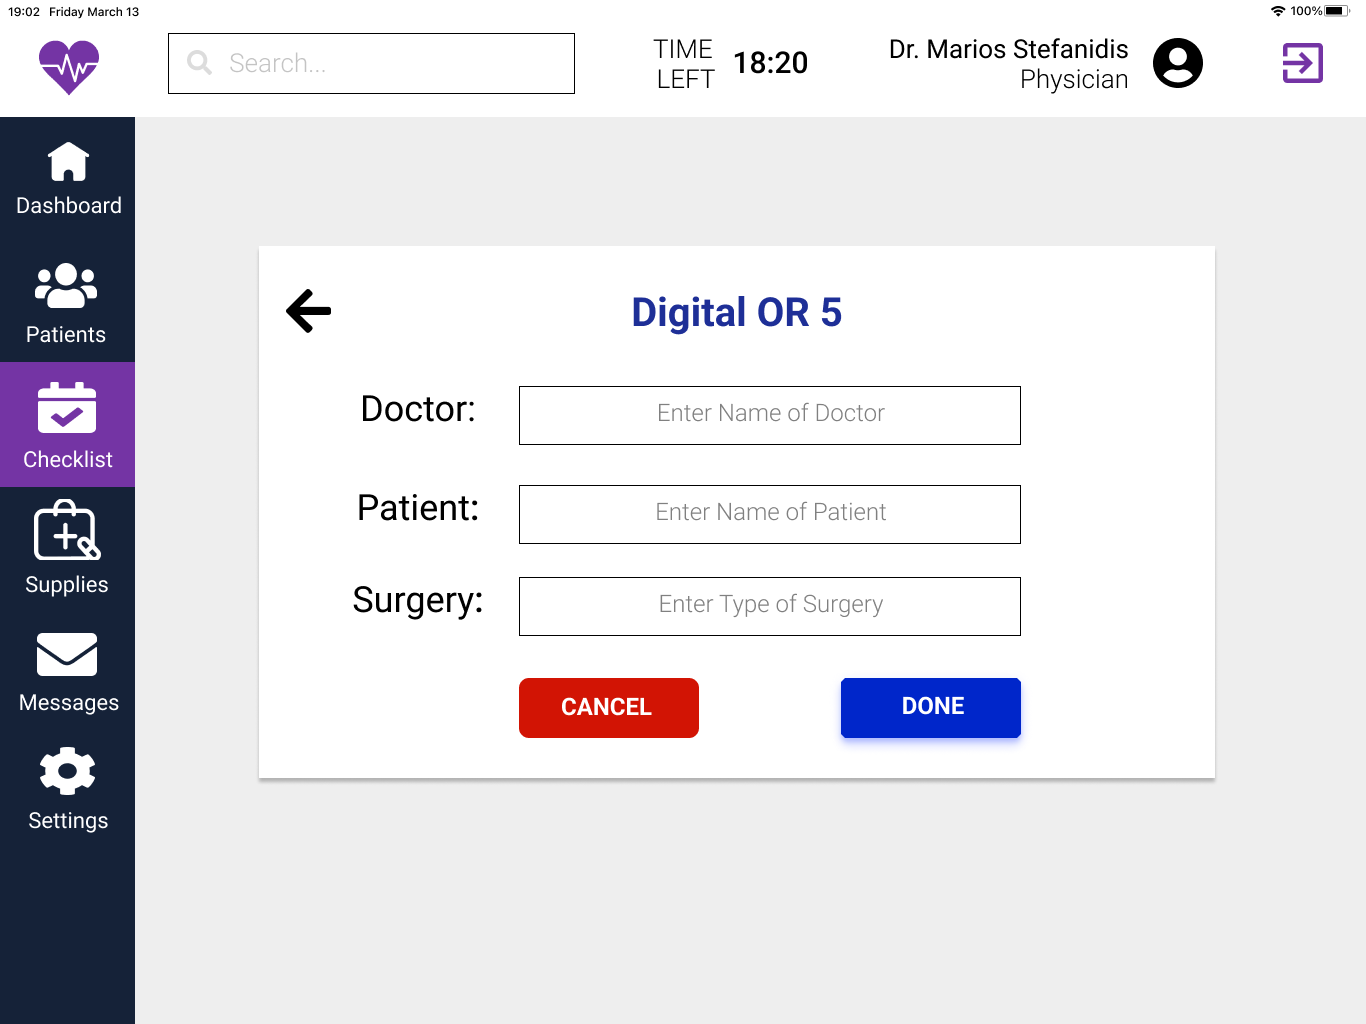 19:02 Friday March 13
100%
Search...
TIME LEFT
18:20
Dr. Marios Stefanidis
Physician
Dashboard
Patients
Checklist
Supplies
Messages
Settings
Digital OR 5
Doctor: Enter Name of Doctor
Patient: Enter Name of Patient
Surgery: Enter Type of Surgery
CANCEL DONE